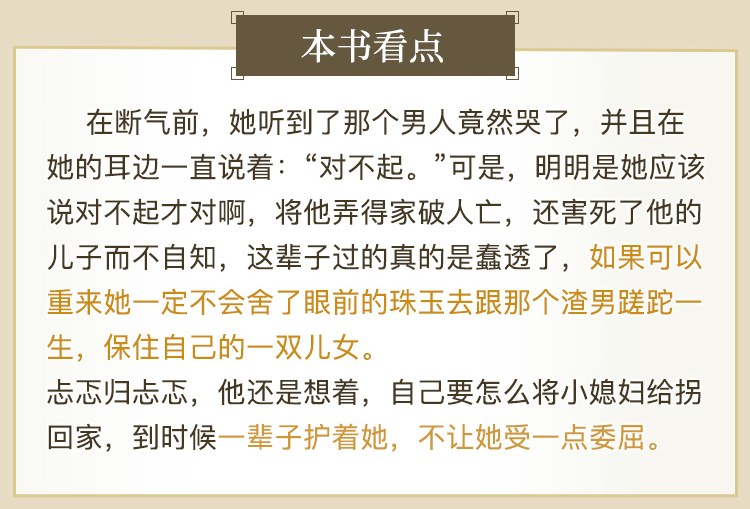 本书看点
在断气前，她听到了那个男人竟然哭了，并且在
她的耳边一直说着：“对不起。”可是，明明是她应该
说对不起才对啊，将他弄得家破人亡，还害死了他的
儿子而不自知，这辈子过的真的是蠢透了，如果可以
重来她一定不会舍了眼前的珠玉去跟那个渣男蹉跎一
生，保住自己的一双儿女。
忐忑归忐忑，他还是想着，自己要怎么将小媳妇给拐
回家，到时候一辈子护着她，不让她受一点委屈。